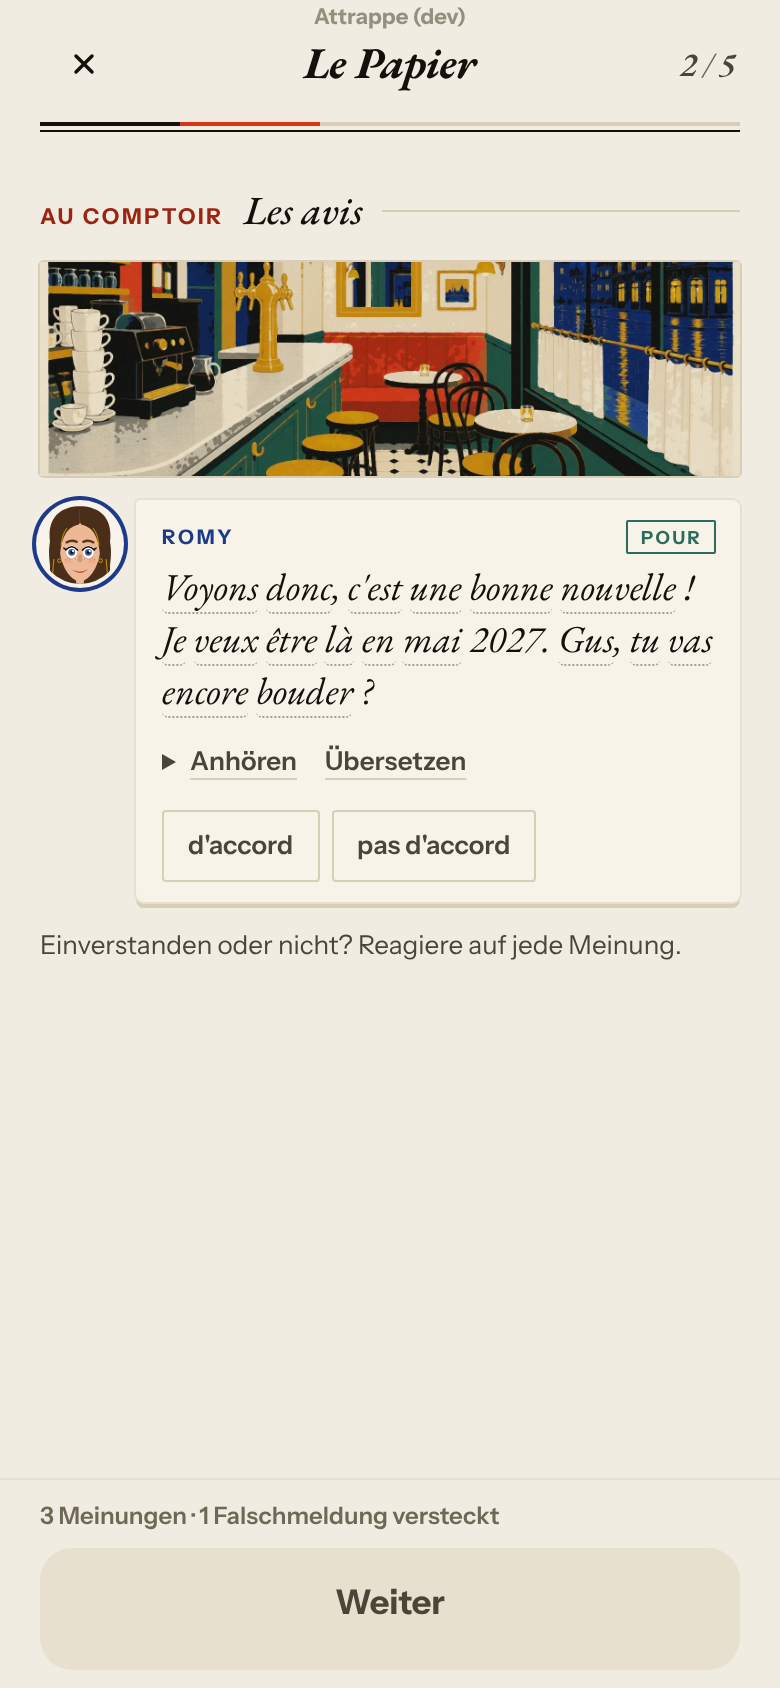 Attrappe (dev)
✕ Le Papier 2/5
AU COMPTOIR Les avis
ROMY POUR
Voyons donc, c'est une bonne nouvelle !
Je veux être là en mai 2027. Gus, tu vas
encore bouder ?
▶ Anhören Übersetzen
d'accord pas d'accord
Einverstanden oder nicht? Reagiere auf jede Meinung.
3 Meinungen · 1 Falschmeldung versteckt
Weiter